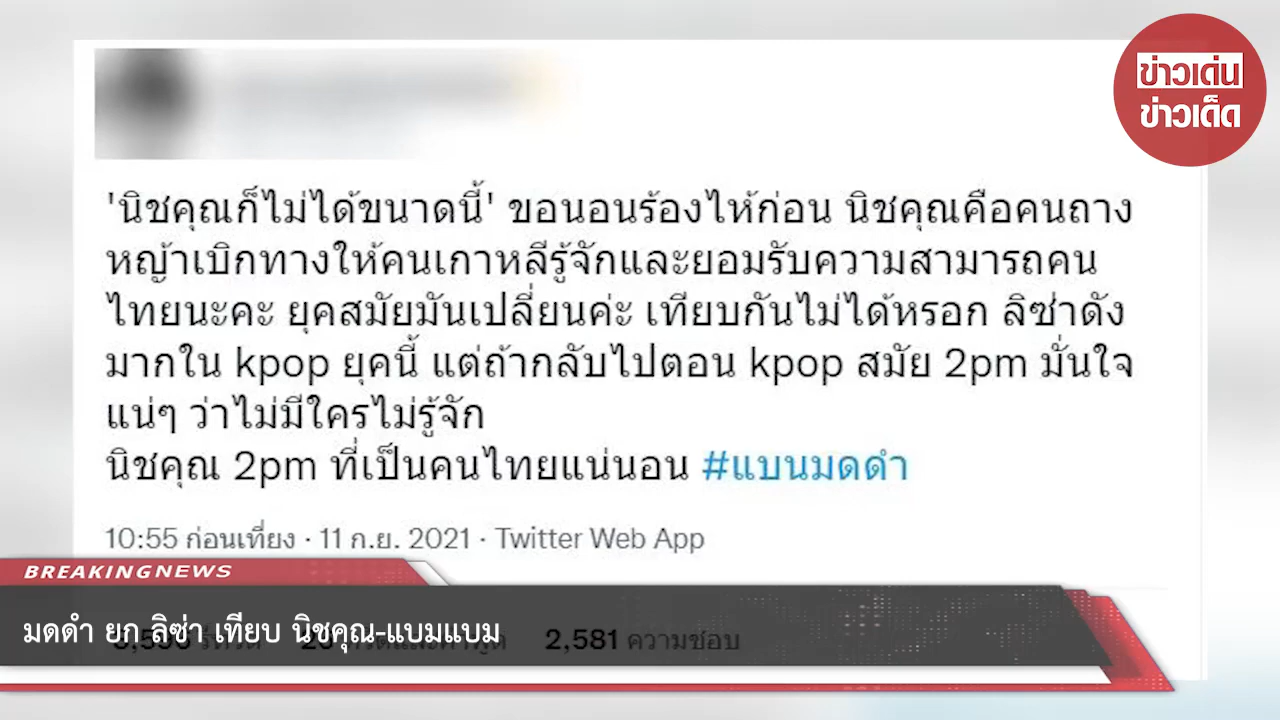 ข่าวเด่น
ข่าวเด็ด
'นิชคุณก็ไม่ได้ขนาดนี้' ขอนอนร้องไห้ก่อน นิชคุณคือคนถาง
หญ้าเบิกทางให้คนเกาหลีรู้จักและยอมรับความสามารถคน
ไทยนะคะ ยุคสมัยมันเปลี่ยนค่ะ เทียบกันไม่ได้หรอก ลิซ่าดัง
มากใน kpop ยุคนี้ แต่ถ้ากลับไปตอน kpop สมัย 2pm มั่นใจ
แน่ๆ ว่าไม่มีใครไม่รู้จัก
นิชคุณ 2pm ที่เป็นคนไทยแน่นอน #แบนมดดำ
10:55 ก่อนเที่ยง · 11 ก.ย. 2021 · Twitter Web App
BREAKINGNEWS
มดดำ ยก ลิซ่า เทียบ นิชคุณ-แบมแบม
2,581 ความชอบ